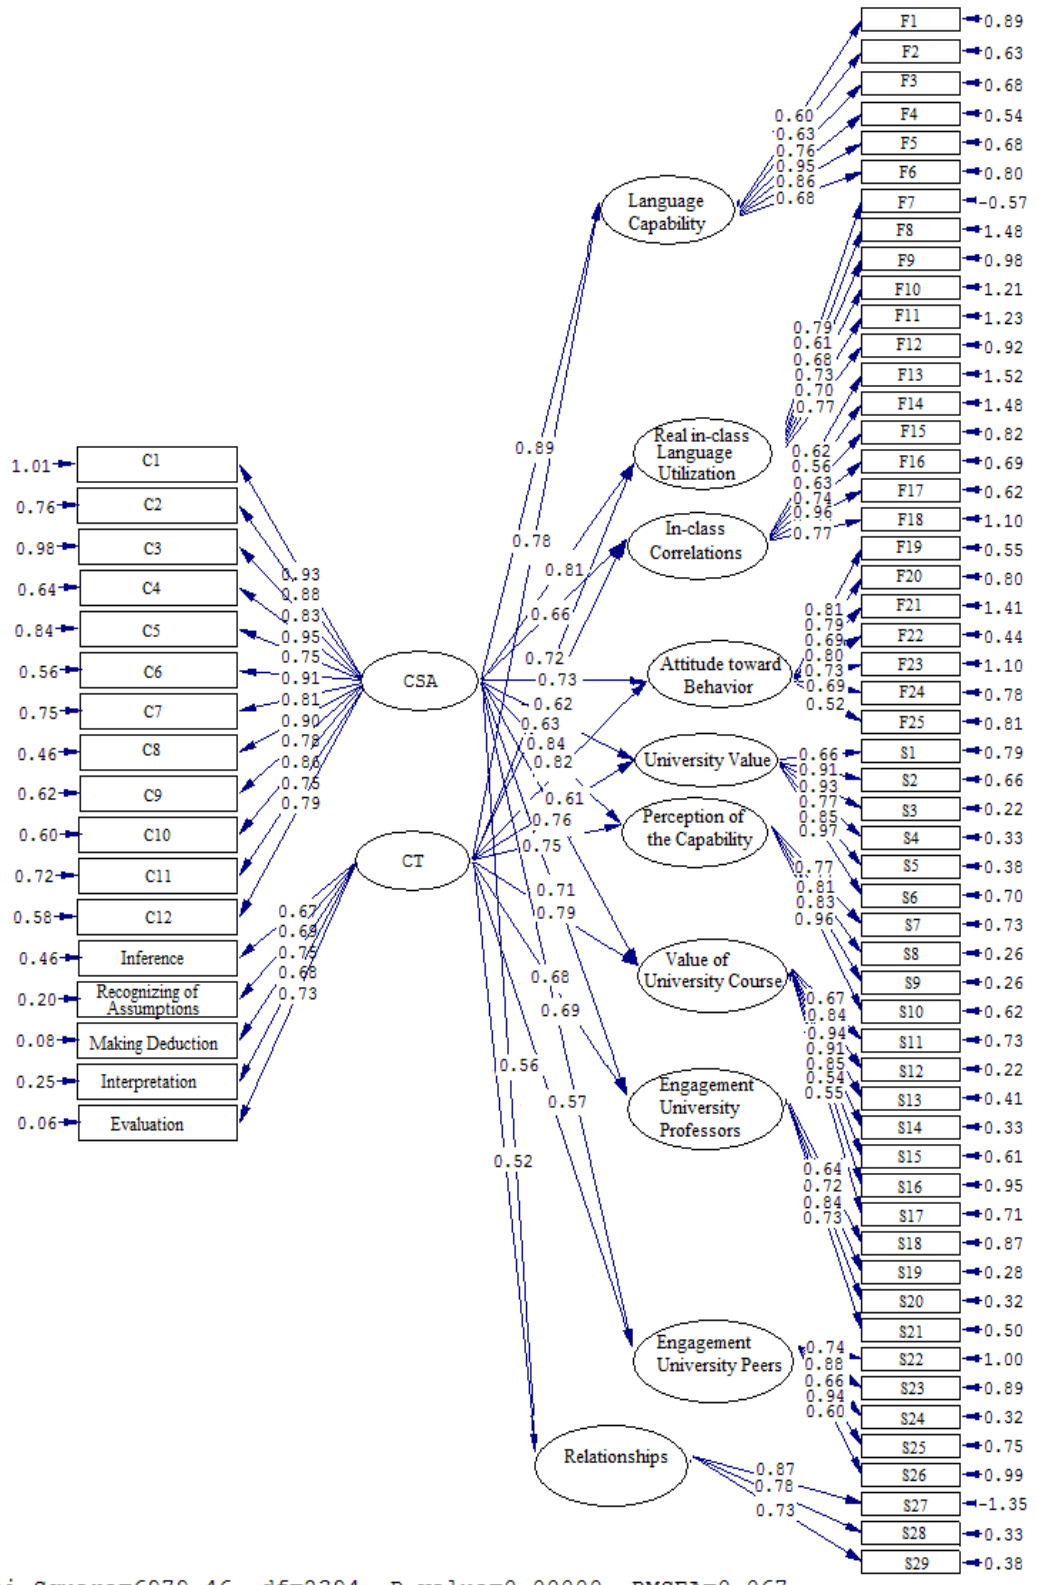 F1 0.89
F2 0.63
F3 0.68
F4 0.54
F5 0.68
F6 0.80
F7 -0.57
F8 1.48
F9 0.98
F10 1.21
F11 1.23
F12 0.92
F13 1.52
F14 1.48
F15 0.82
F16 0.69
F17 0.62
F18 1.10
F19 0.55
F20 0.80
F21 1.41
F22 0.44
F23 1.10
F24 0.78
F25 0.81
S1 0.79
S2 0.66
S3 0.22
S4 0.33
S5 0.38
S6 0.70
S7 0.73
S8 0.26
S9 0.26
S10 0.62
S11 0.73
S12 0.22
S13 0.41
S14 0.33
S15 0.61
S16 0.95
S17 0.71
S18 0.87
S19 0.28
S20 0.32
S21 0.50
S22 1.00
S23 0.89
S24 0.32
S25 0.75
S26 0.99
S27 -1.35
S28 0.33
S29 0.38
0.60
0.63
0.76
0.95
0.86
0.68
Language
Capability
0.79
0.61
0.68
0.73
0.70
0.77
Real in-class
Language
Utilization
0.62
0.56
0.63
0.74
0.96
0.77
In-class
Correlations
0.81
0.79
0.69
0.80
0.73
0.69
0.52
Attitude toward
Behavior
0.66
0.91
0.93
0.77
0.85
0.97
University Value
Perception of
the Capability
0.77
0.81
0.83
0.96
Value of
University Course
0.67
0.84
0.94
0.91
0.85
0.54
0.55
Engagement
University
Professors
0.64
0.72
0.84
0.73
Engagement
University Peers
0.74
0.88
0.66
0.94
0.60
Relationships
0.87
0.78
0.73
0.89
0.78
0.81
0.66
0.72
0.73
0.62
0.63
0.84
0.82
0.61
0.76
0.75
0.71
0.79
0.68
0.69
0.56
0.57
0.52
CSA
CT
1.01 C1
0.76 C2
0.98 C3
0.64 C4
0.84 C5
0.56 C6
0.75 C7
0.46 C8
0.62 C9
0.60 C10
0.72 C11
0.58 C12
0.46 Inference
0.20 Recognizing of
Assumptions
0.08 Making Deduction
0.25 Interpretation
0.06 Evaluation
0.93
0.88
0.83
0.95
0.75
0.91
0.81
0.90
0.78
0.86
0.75
0.79
0.67
0.69
0.75
0.68
0.73